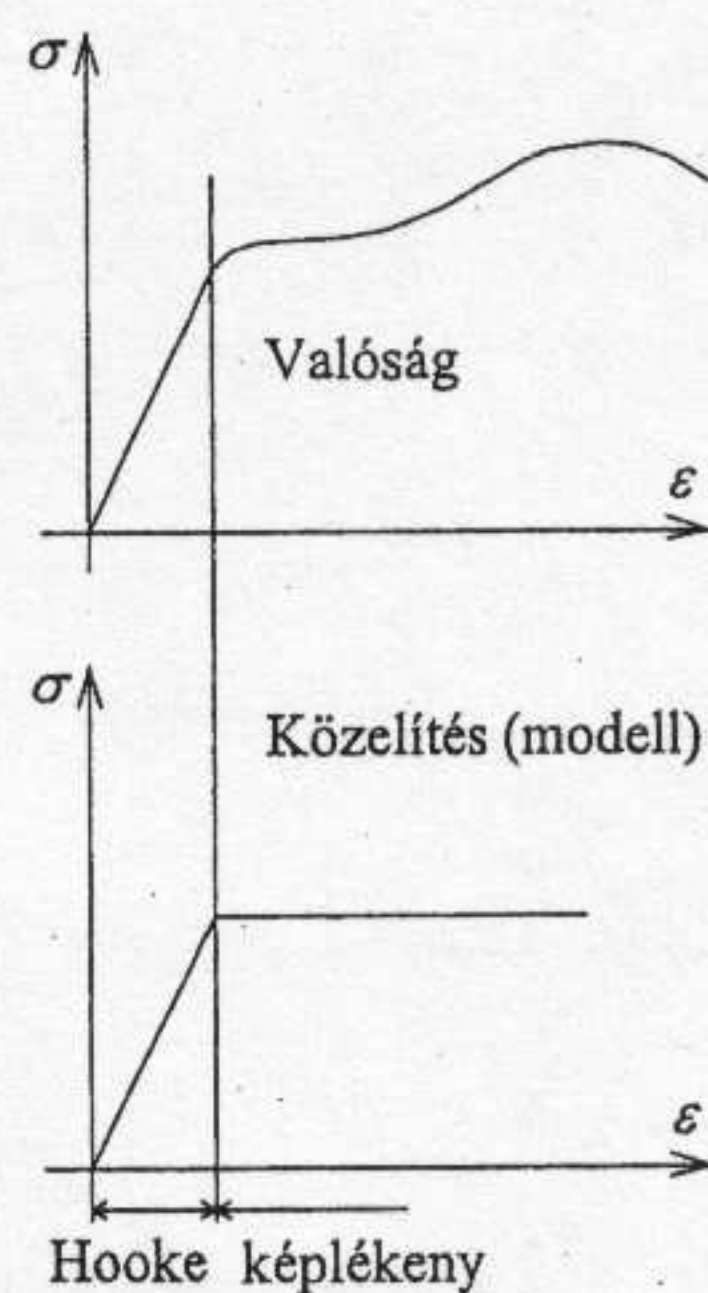 σ
Valóság
ε
σ
Közelítés (modell)
ε
Hooke képlékeny